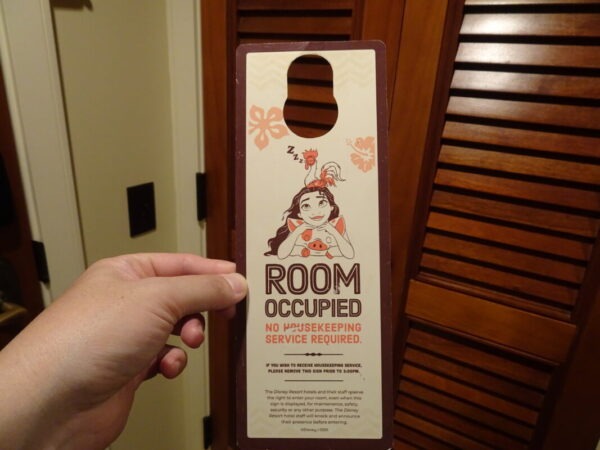 Z Z Z
ROOM
OCCUPIED
NO HOUSEKEEPING
SERVICE REQUIRED.
IF YOU WISH TO RECEIVE HOUSEKEEPING SERVICE,
PLEASE REMOVE THIS SIGN PRIOR TO 3:00PM.
The Disney Resort hotels and their staff reserve
the right to enter your room, even when this
sign is displayed, for maintenance, safety,
security or any other purpose. The Disney
Resort hotel staff will knock and announce
their presence before entering.
©Disney